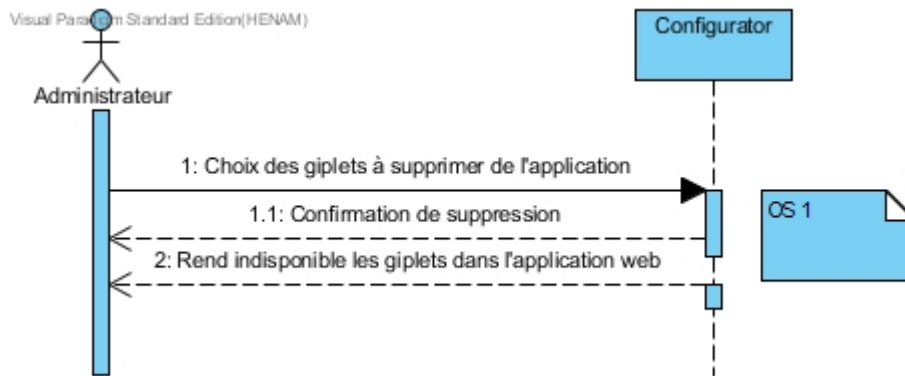 Visual Paradigm Standard Edition(HENAM)
Configurator
Administrateur
1: Choix des giplets à supprimer de l'application
1.1: Confirmation de suppression
OS 1
2: Rend indisponible les giplets dans l'application web